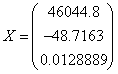 X = ( 46044.8
-48.7163
0.0128889 )